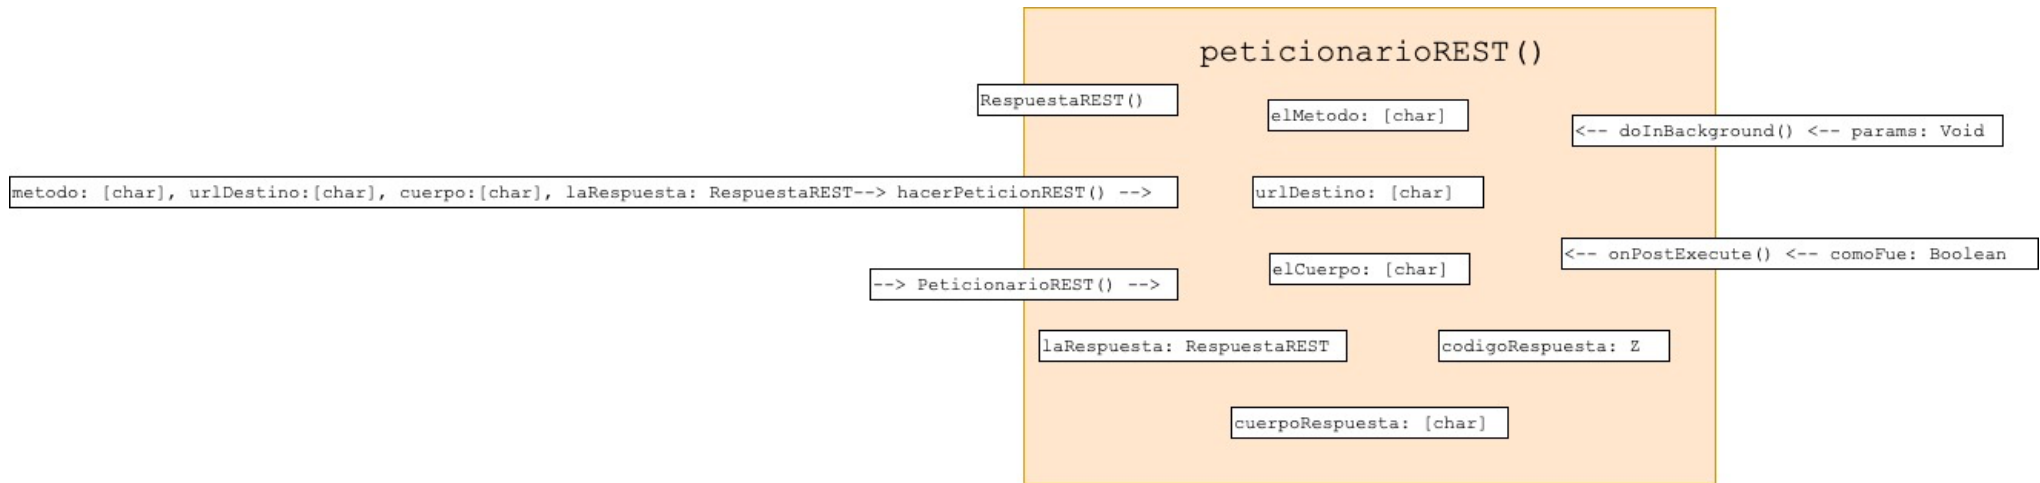 peticionarioREST()
RespuestaREST()
elMetodo: [char]
<-- doInBackground() <-- params: Void
metodo: [char], urlDestino:[char], cuerpo:[char], laRespuesta: RespuestaREST--> hacerPeticionREST() -->
urlDestino: [char]
<-- onPostExecute() <-- comoFue: Boolean
elCuerpo: [char]
--> PeticionarioREST() -->
laRespuesta: RespuestaREST
codigoRespuesta: Z
cuerpoRespuesta: [char]